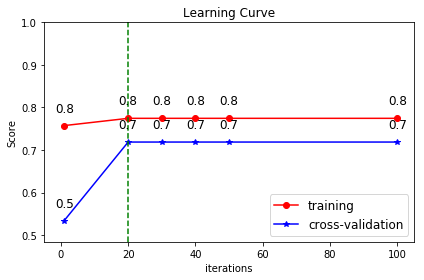 Learning Curve
1.0
0.9
0.8
0.7
0.6
0.5
Score
0.8 0.8 0.8 0.8 0.8 0.8
0.5 0.7 0.7 0.7 0.7 0.7
training
cross-validation
0 20 40 60 80 100
iterations